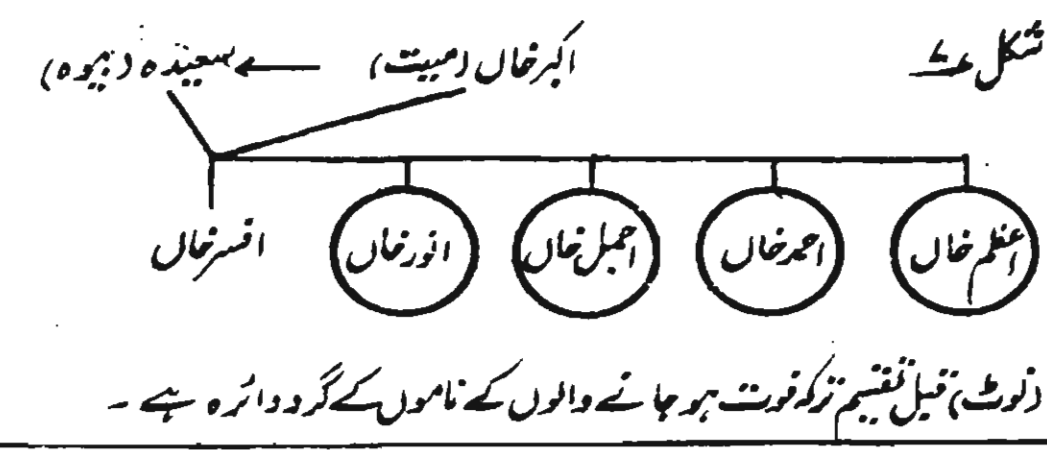 شکل ۷
اکبر خاں (میت) ← سعیدہ (بیوہ)
اعظم خاں احمد خاں اجمل خاں انور خاں افسر خاں
(نوٹ) قبل تقسیم ترکہ فوت ہو جانے والوں کے ناموں کے گرد دائرہ ہے ۔